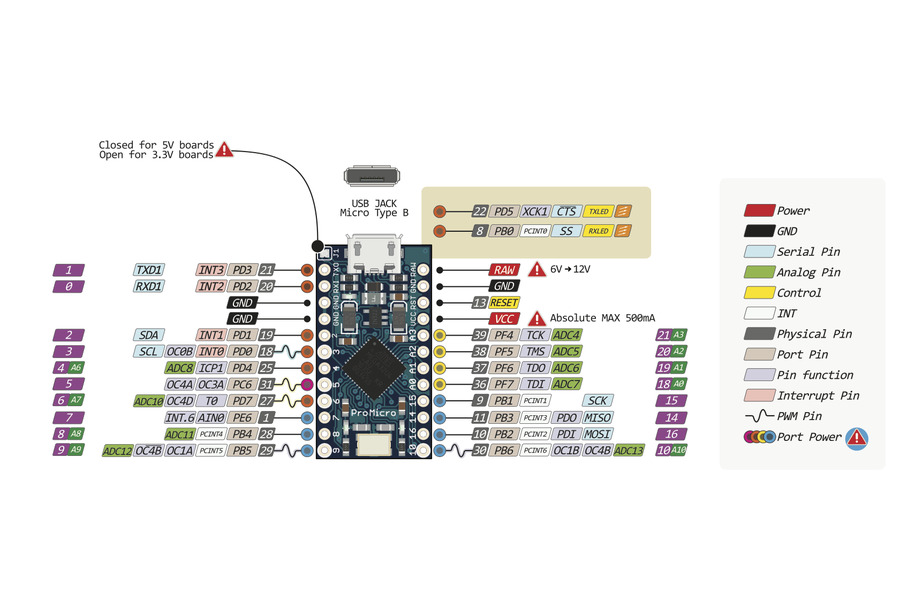 Closed for 5V boards
Open for 3.3V boards
USB JACK
Micro Type B
22 PD5 XCK1 CTS TXLED
8 PB0 PCINT0 SS RXLED
1 TXD1 INT3 PD3 21
RAW 6V → 12V
0 RXD1 INT2 PD2 20
GND
GND
13 RESET
GND
VCC Absolute MAX 500mA
2 SDA INT1 PD1 19
39 PF4 TCK ADC4 21 A3
3 SCL OC0B INT0 PD0 18
38 PF5 TMS ADC5 20 A2
4 A6 ADC8 ICP1 PD4 25
37 PF6 TDO ADC6 19 A1
5 OC4A OC3A PC6 31
36 PF7 TDI ADC7 18 A0
6 A7 ADC10 OC4D T0 PD7 27
9 PB1 PCINT1 SCK 15
7 INT.6 AIN0 PE6 1
11 PB3 PCINT3 PDO MISO 14
8 A8 ADC11 PCINT4 PB4 28
10 PB2 PCINT2 PDI MOSI 16
9 A9 ADC12 OC4B OC1A PCINT5 PB5 29
30 PB6 PCINT6 OC1B OC4B ADC13 10 A10
J1
TX0
RX1
GND
GND
2
3
4
5
8
9
RAW
GND
RST
VCC
A3
A2
A1
A0
15
14
16
10
ProMicro
Power
GND
Serial Pin
Analog Pin
Control
INT
Physical Pin
Port Pin
Pin function
Interrupt Pin
PWM Pin
Port Power